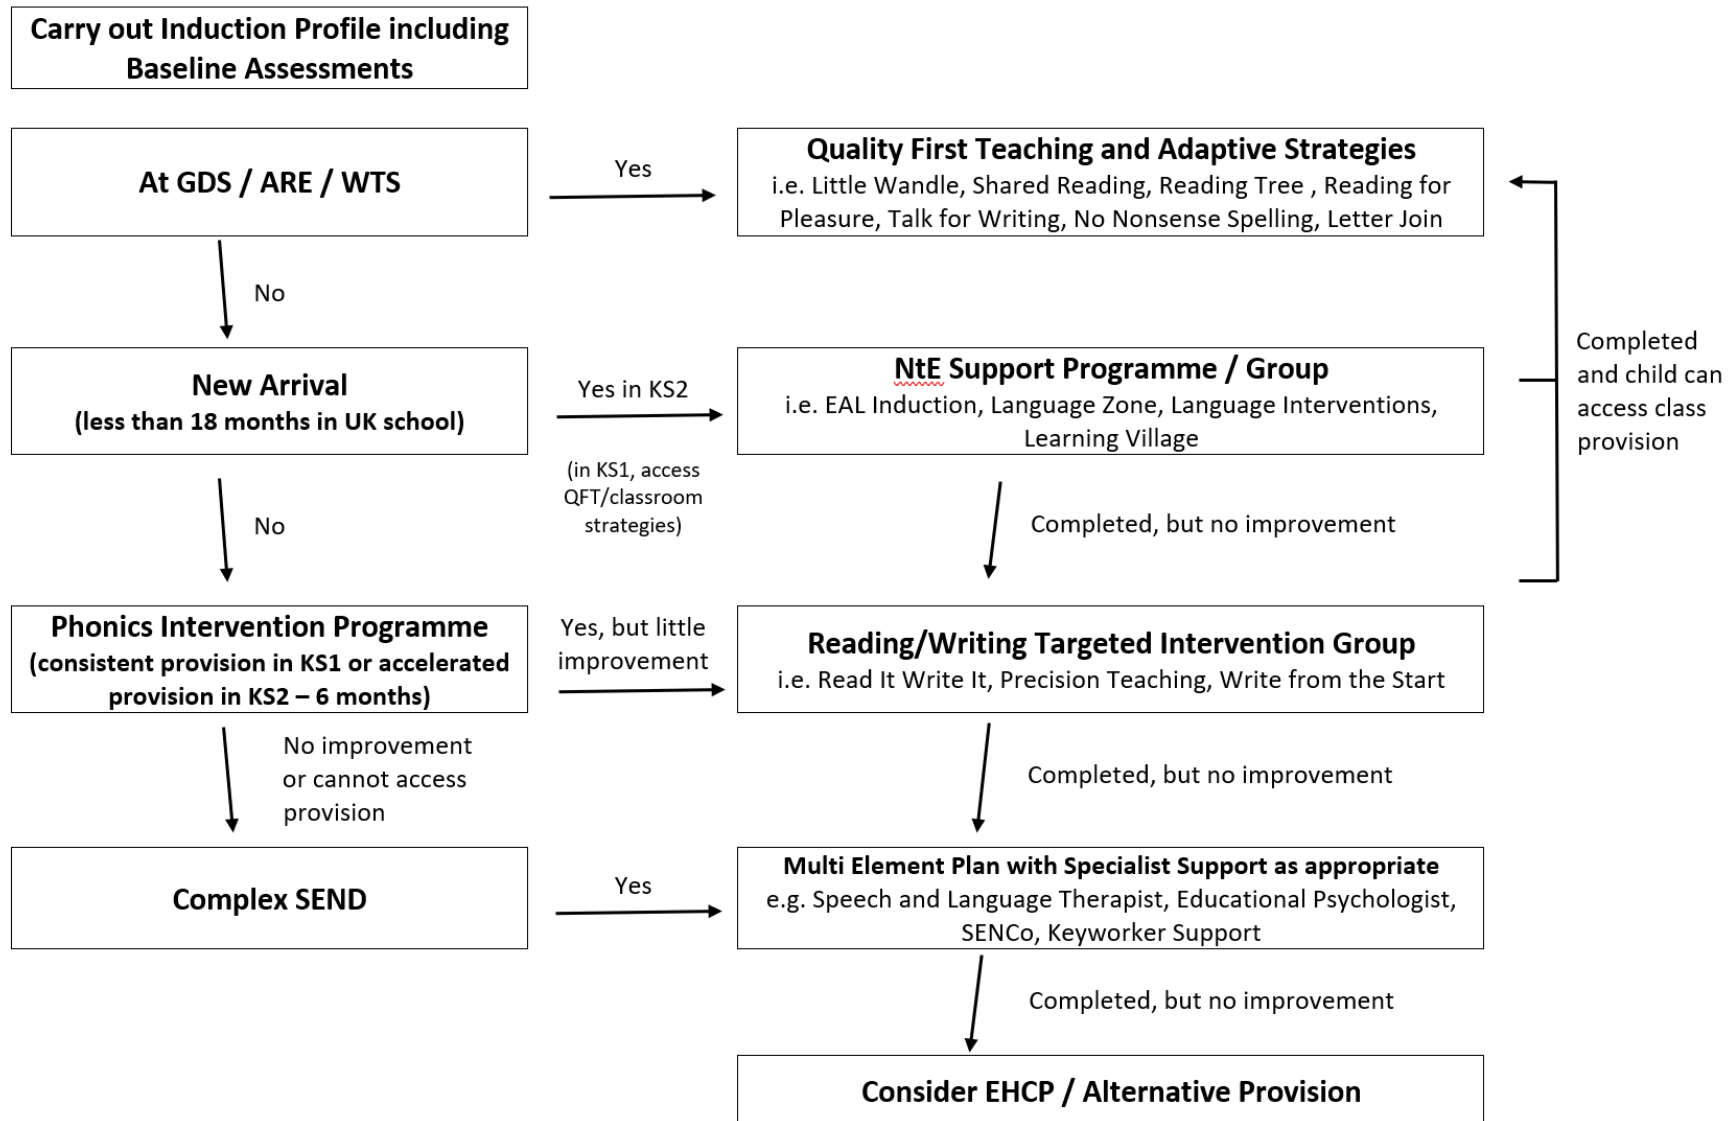 Carry out Induction Profile including
Baseline Assessments
At GDS / ARE / WTS
Yes
Quality First Teaching and Adaptive Strategies
i.e. Little Wandle, Shared Reading, Reading Tree , Reading for
Pleasure, Talk for Writing, No Nonsense Spelling, Letter Join
No
New Arrival
(less than 18 months in UK school)
Yes in KS2
(in KS1, access
QFT/classroom
strategies)
NtE Support Programme / Group
i.e. EAL Induction, Language Zone, Language Interventions,
Learning Village
Completed
and child can
access class
provision
No
Completed, but no improvement
Phonics Intervention Programme
(consistent provision in KS1 or accelerated
provision in KS2 – 6 months)
Yes, but little
improvement
Reading/Writing Targeted Intervention Group
i.e. Read It Write It, Precision Teaching, Write from the Start
No improvement
or cannot access
provision
Completed, but no improvement
Complex SEND
Yes
Multi Element Plan with Specialist Support as appropriate
e.g. Speech and Language Therapist, Educational Psychologist,
SENCo, Keyworker Support
Completed, but no improvement
Consider EHCP / Alternative Provision